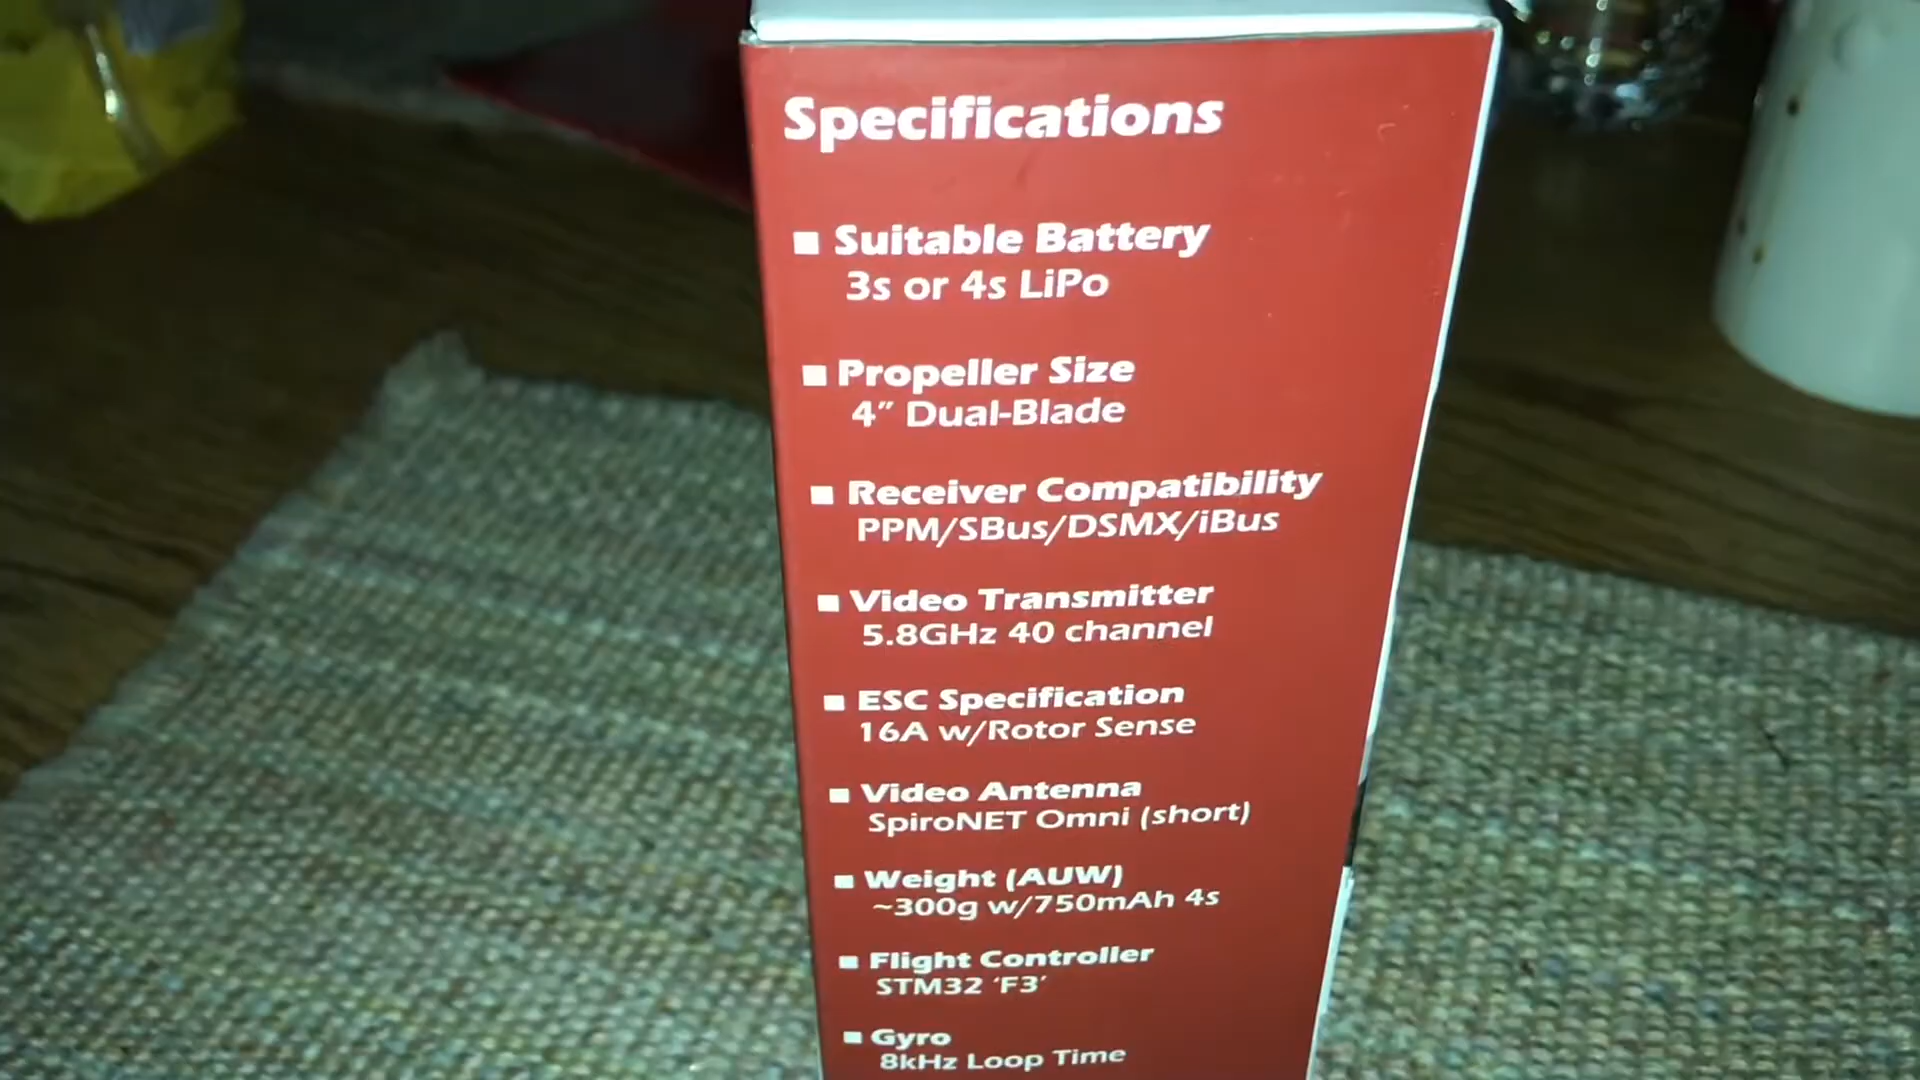 Specifications
Suitable Battery
3s or 4s LiPo
Propeller Size
4” Dual-Blade
Receiver Compatibility
PPM/SBus/DSMX/iBus
Video Transmitter
5.8GHz 40 channel
ESC Specification
16A w/Rotor Sense
Video Antenna
SpiroNET Omni (short)
Weight (AUW)
~300g w/750mAh 4s
Flight Controller
STM32 ‘F3’
Gyro
8kHz Loop Time